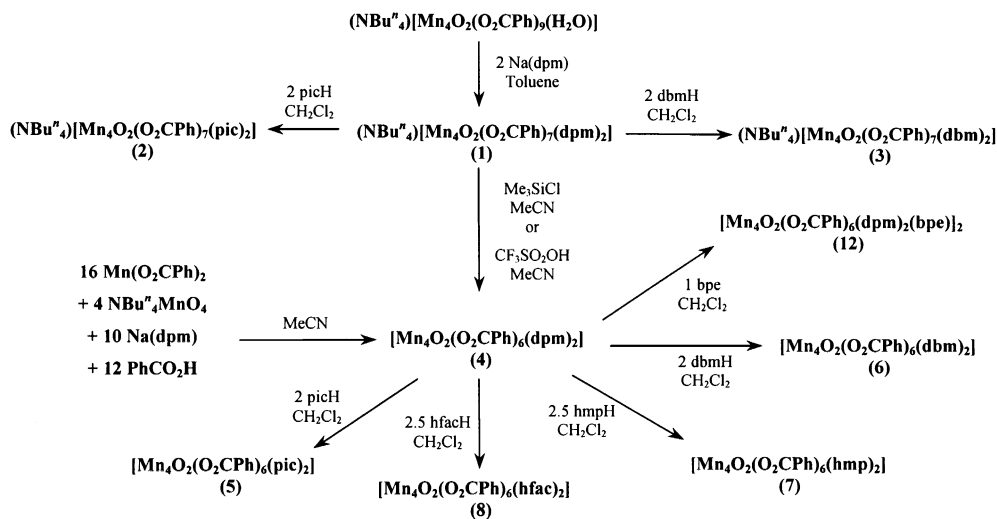 (NBuⁿ₄)[Mn₄O₂(O₂CPh)₉(H₂O)]
2 Na(dpm)
Toluene
2 picH
CH₂Cl₂
2 dbmH
CH₂Cl₂
(NBuⁿ₄)[Mn₄O₂(O₂CPh)₇(pic)₂]
(2)
(NBuⁿ₄)[Mn₄O₂(O₂CPh)₇(dpm)₂]
(1)
(NBuⁿ₄)[Mn₄O₂(O₂CPh)₇(dbm)₂]
(3)
Me₃SiCl
MeCN
or
CF₃SO₂OH
MeCN
[Mn₄O₂(O₂CPh)₆(dpm)₂(bpe)]₂
(12)
1 bpe
CH₂Cl₂
16 Mn(O₂CPh)₂
+ 4 NBuⁿ₄MnO₄
+ 10 Na(dpm)
+ 12 PhCO₂H
MeCN
[Mn₄O₂(O₂CPh)₆(dpm)₂]
(4)
2 dbmH
CH₂Cl₂
[Mn₄O₂(O₂CPh)₆(dbm)₂]
(6)
2 picH
CH₂Cl₂
2.5 hfacH
CH₂Cl₂
2.5 hmpH
CH₂Cl₂
[Mn₄O₂(O₂CPh)₆(pic)₂]
(5)
[Mn₄O₂(O₂CPh)₆(hfac)₂]
(8)
[Mn₄O₂(O₂CPh)₆(hmp)₂]
(7)